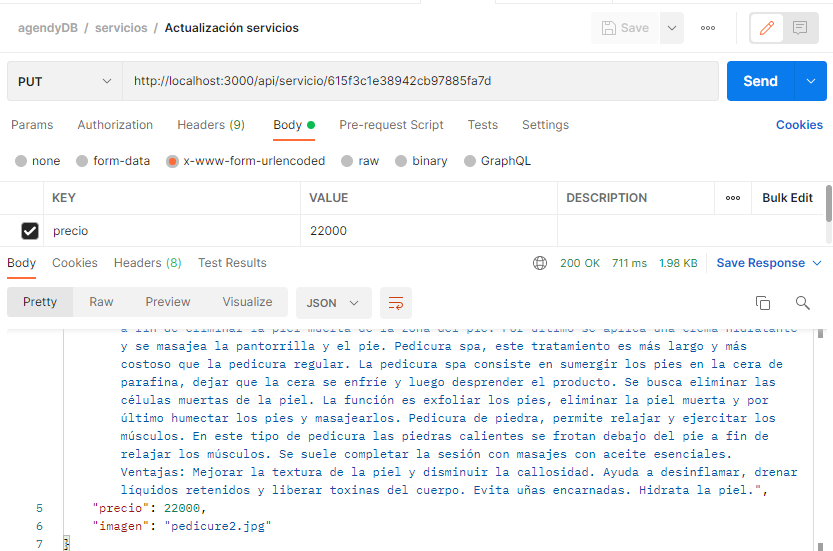 agendyDB / servicios / Actualización servicios Save
PUT http://localhost:3000/api/servicio/615f3c1e38942cb97885fa7d Send
Params Authorization Headers (9) Body Pre-request Script Tests Settings Cookies
none form-data x-www-form-urlencoded raw binary GraphQL
KEY VALUE DESCRIPTION Bulk Edit
precio 22000
Body Cookies Headers (8) Test Results 200 OK 711 ms 1.98 KB Save Response
Pretty Raw Preview Visualize JSON
a fin de eliminar la piel muerta de la zona del pie. Por último se aplica una crema hidratante
y se masajea la pantorrilla y el pie. Pedicura spa, este tratamiento es más largo y más
costoso que la pedicura regular. La pedicura spa consiste en sumergir los pies en la cera de
parafina, dejar que la cera se enfríe y luego desprender el producto. Se busca eliminar las
células muertas de la piel. La función es exfoliar los pies, eliminar la piel muerta y por
último humectar los pies y masajearlos. Pedicura de piedra, permite relajar y ejercitar los
músculos. En este tipo de pedicura las piedras calientes se frotan debajo del pie a fin de
relajar los músculos. Se suele completar la sesión con masajes con aceite esenciales.
Ventajas: Mejorar la textura de la piel y disminuir la callosidad. Ayuda a desinflamar, drenar
líquidos retenidos y liberar toxinas del cuerpo. Evita uñas encarnadas. Hidrata la piel.",
5 "precio": 22000,
6 "imagen": "pedicure2.jpg"
7 }